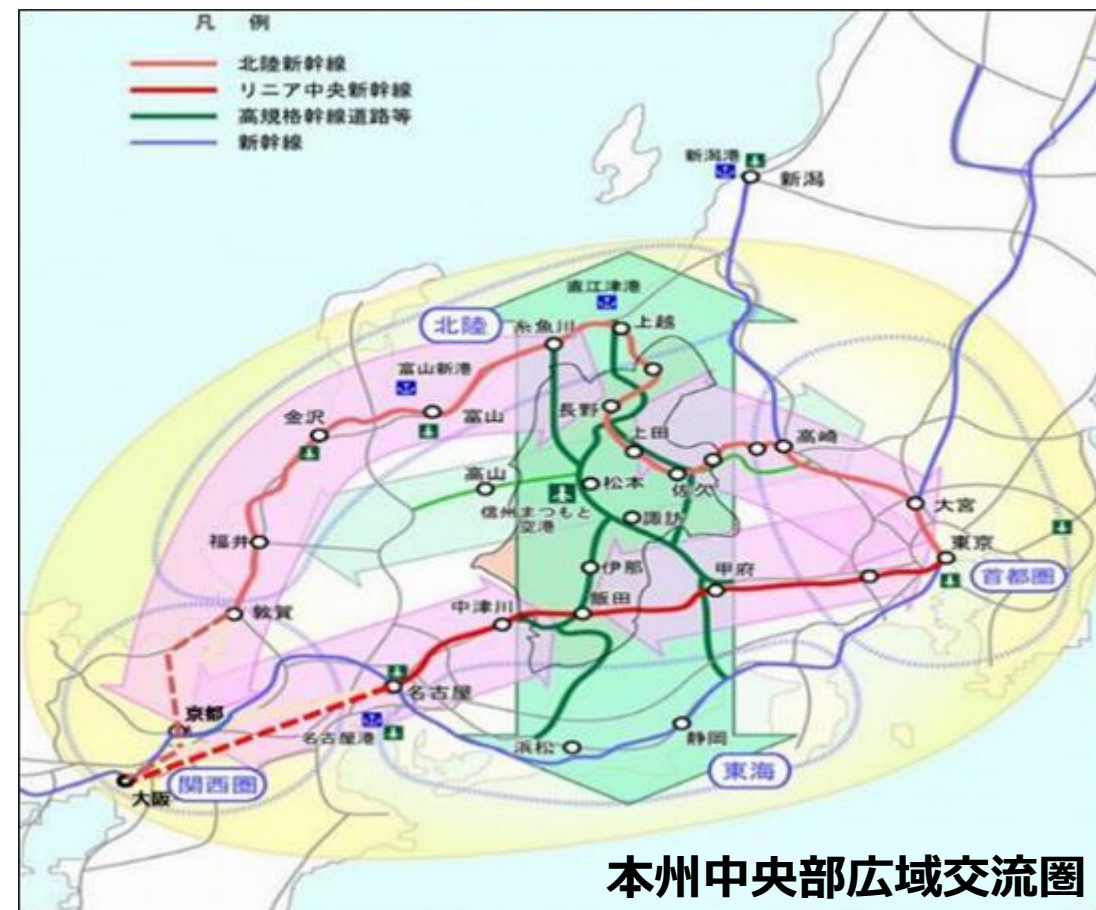 凡 例
北陸新幹線
リニア中央新幹線
高規格幹線道路等
新幹線
新潟港
新潟
直江津港
北陸
糸魚川
上越
富山新港
金沢
富山
長野
上田
高崎
高山
松本
佐久
信州まつもと
空港
諏訪
大宮
福井
東京
伊那
甲府
首都圏
敦賀
中津川
飯田
名古屋
京都
名古屋港
浜松
静岡
東海
関西圏
大阪
本州中央部広域交流圏